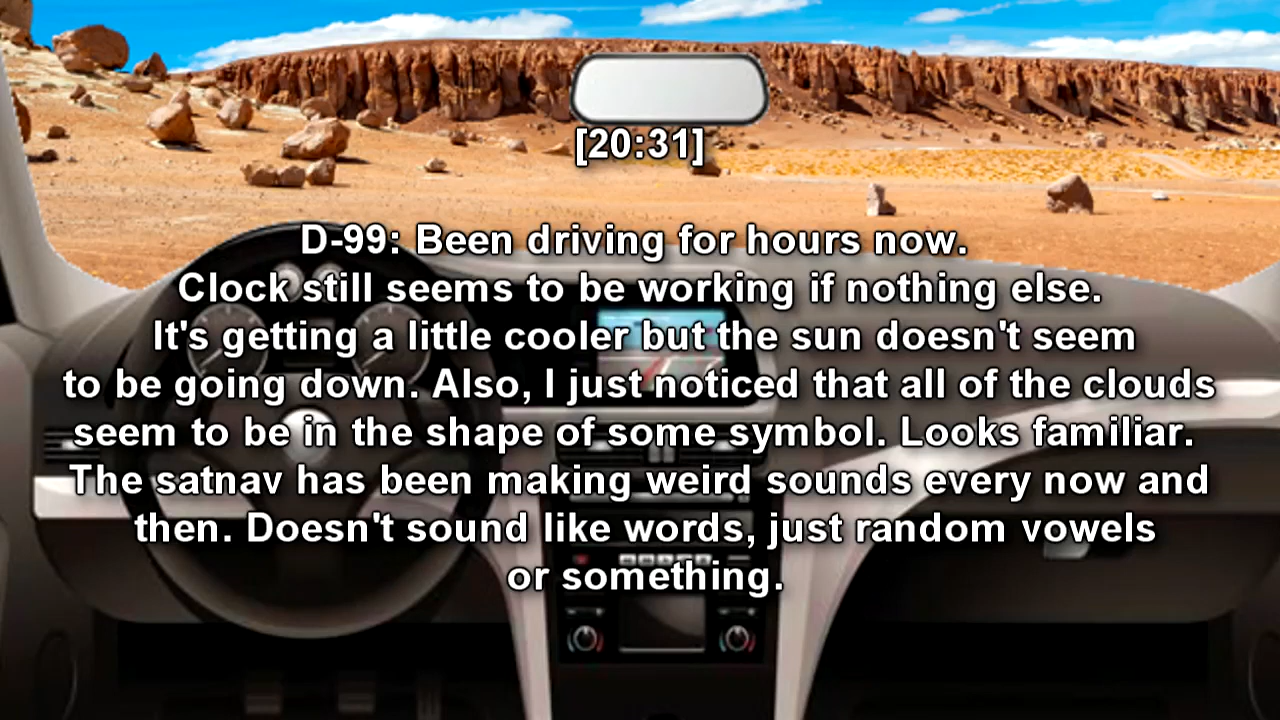 [20:31]
D-99: Been driving for hours now.
Clock still seems to be working if nothing else.
It's getting a little cooler but the sun doesn't seem
to be going down. Also, I just noticed that all of the clouds
seem to be in the shape of some symbol. Looks familiar.
The satnav has been making weird sounds every now and
then. Doesn't sound like words, just random vowels
or something.